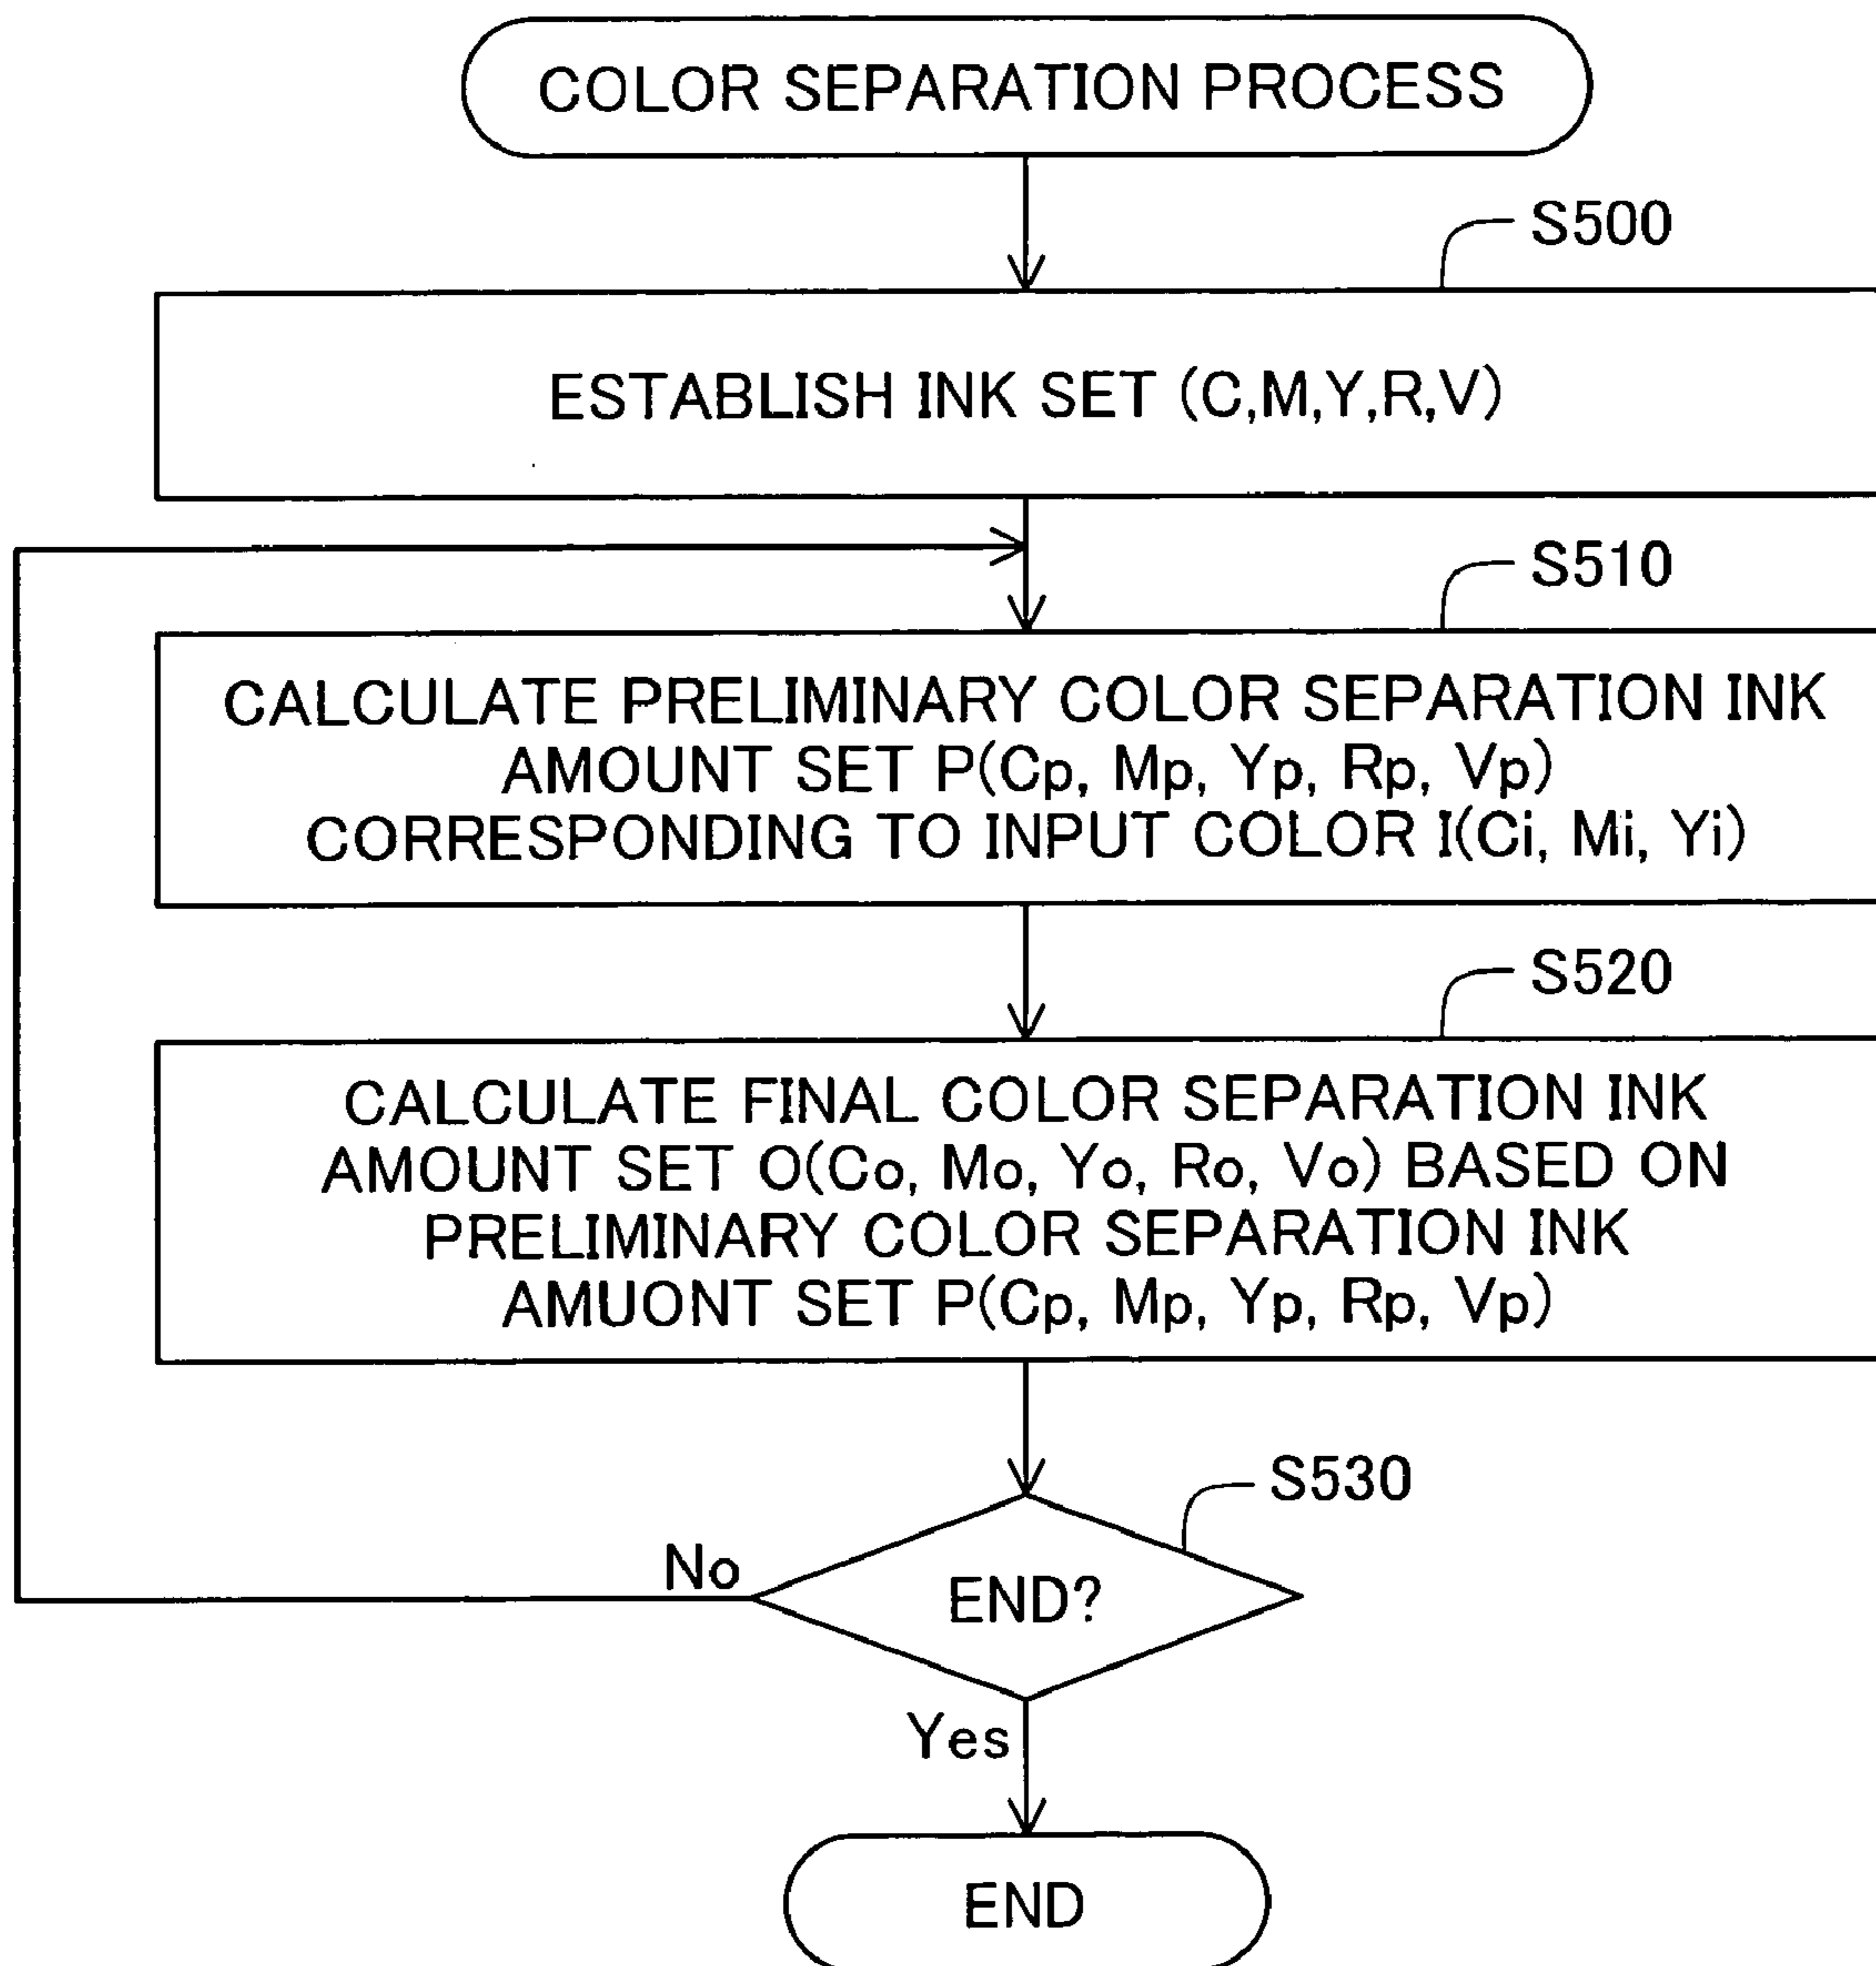 COLOR SEPARATION PROCESS
S500
ESTABLISH INK SET (C,M,Y,R,V)
S510
CALCULATE PRELIMINARY COLOR SEPARATION INK
AMOUNT SET P(Cp, Mp, Yp, Rp, Vp)
CORRESPONDING TO INPUT COLOR I(Ci, Mi, Yi)
S520
CALCULATE FINAL COLOR SEPARATION INK
AMOUNT SET O(Co, Mo, Yo, Ro, Vo) BASED ON
PRELIMINARY COLOR SEPARATION INK
AMUONT SET P(Cp, Mp, Yp, Rp, Vp)
S530
No
END?
Yes
END